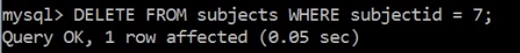 mysql> DELETE FROM subjects WHERE subjectid = 7;
Query OK, 1 row affected (0.05 sec)